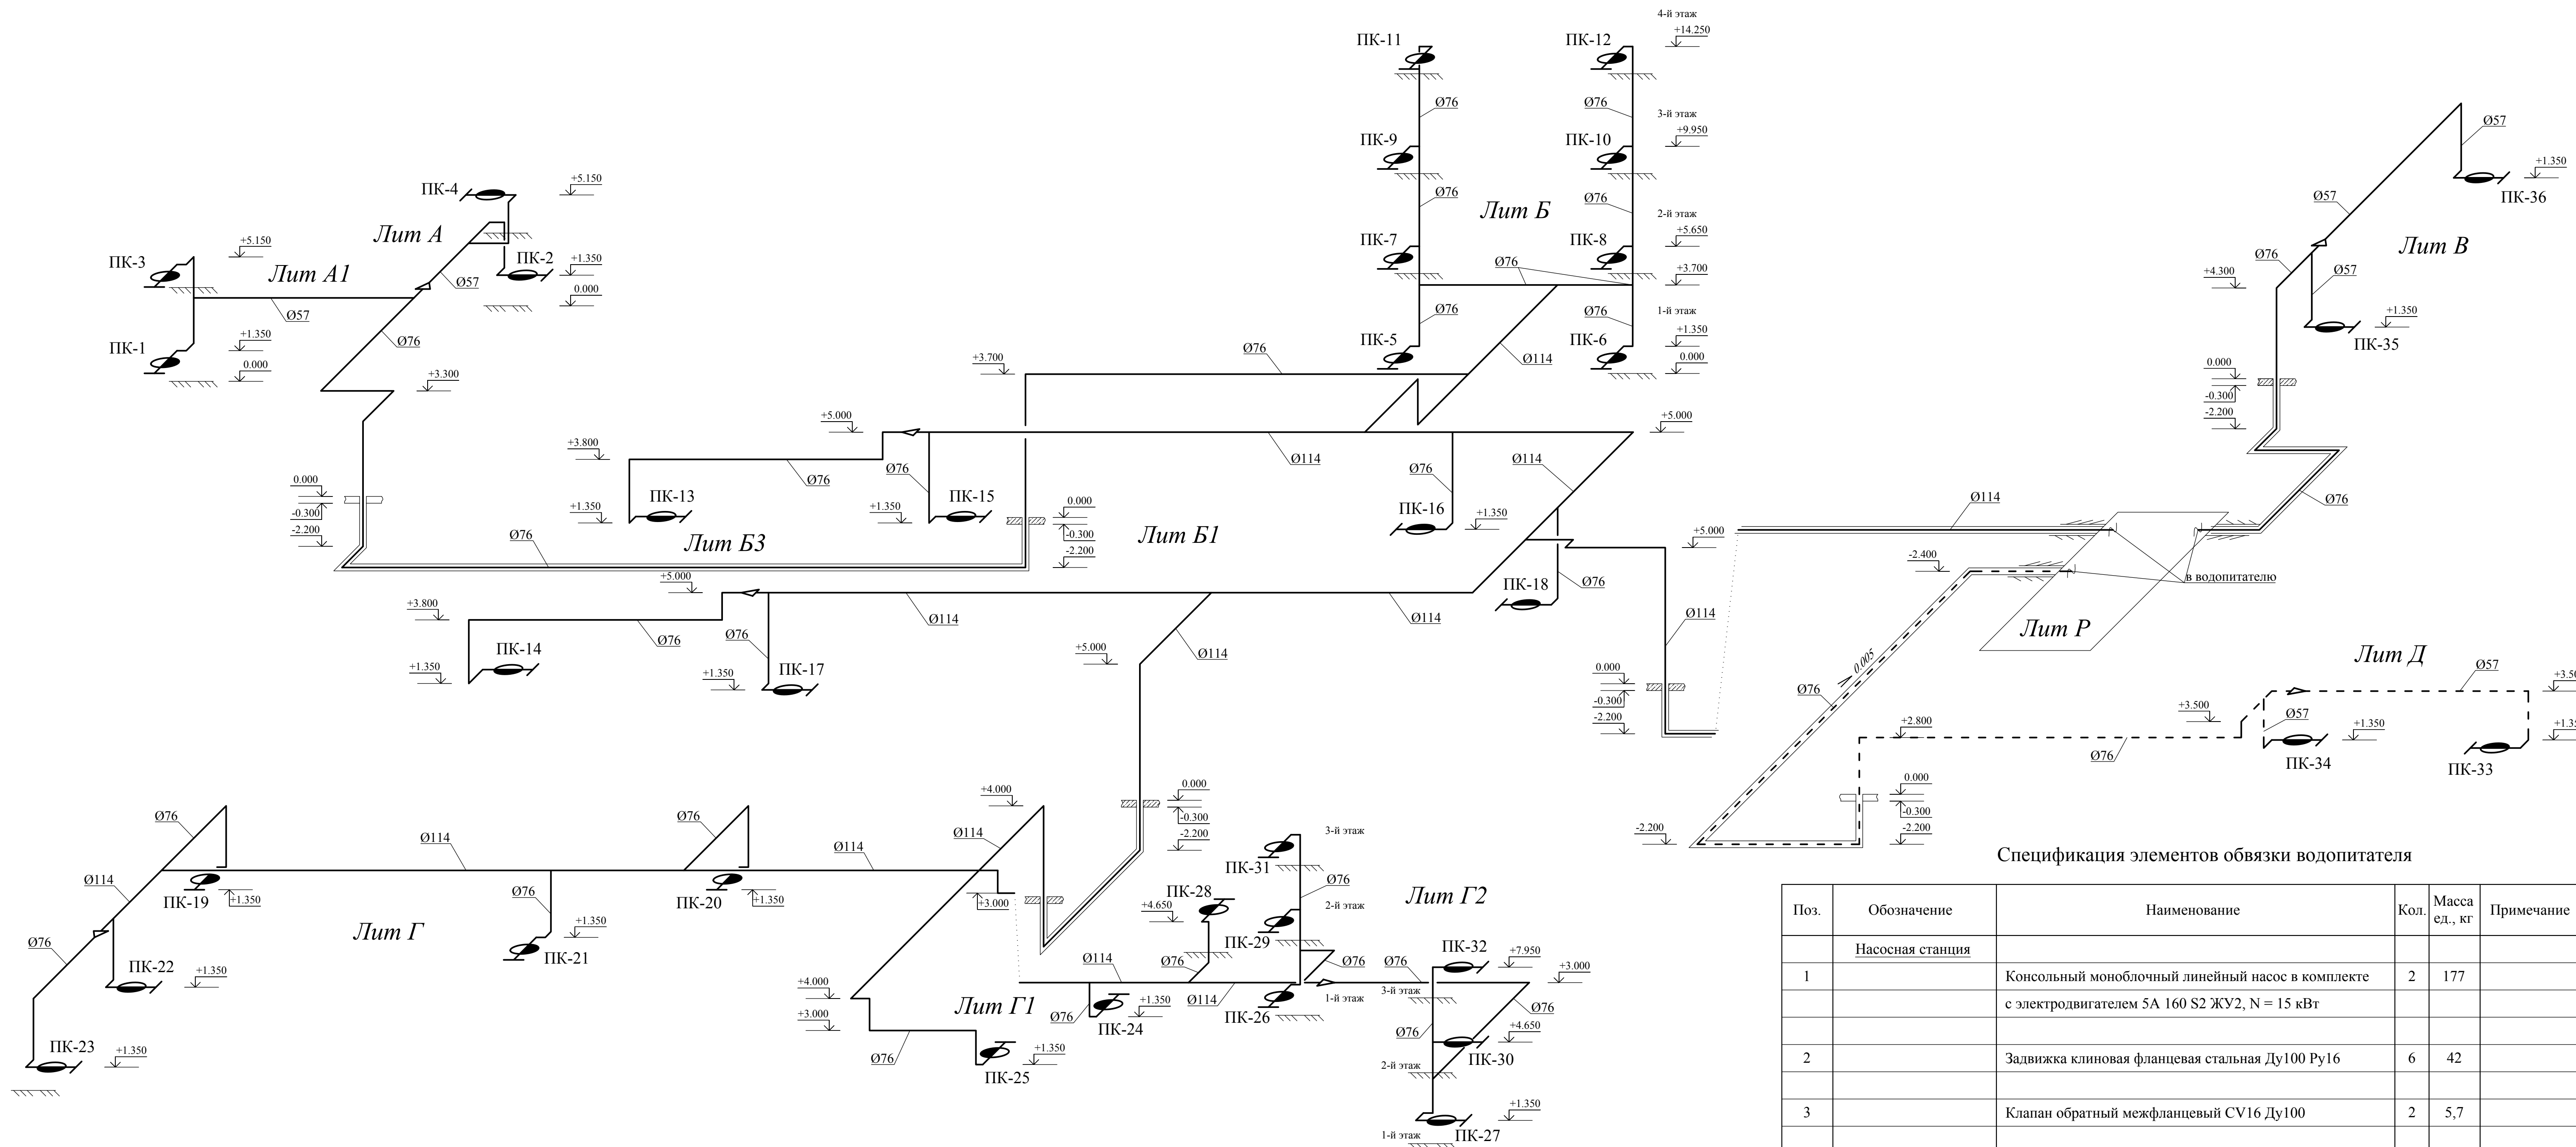 4-й этаж
+14.250
ПК-11
ПК-12
Ø76
Ø76
3-й этаж
+9.950
ПК-9
ПК-10
Ø76
Ø76
Лит Б
2-й этаж
+5.650
ПК-7
ПК-8
Ø76
+3.700
Ø76
Ø76
1-й этаж
+1.350
ПК-5
ПК-6
0.000
Ø114
Ø76
+3.700
ПК-4
+5.150
Лит А
ПК-3
+5.150
Лит А1
ПК-2
+1.350
Ø57
0.000
Ø57
ПК-1
+1.350
0.000
Ø76
+3.300
0.000
-0.300
-2.200
+5.000
+5.000
+3.800
Ø76
Ø76
Ø114
Ø76
Ø114
ПК-13
+1.350
ПК-15
+1.350
ПК-16
+1.350
0.000
-0.300
-2.200
Ø76
Лит Б3
Лит Б1
+5.000
+5.000
Ø76
ПК-18
+3.800
Ø76
Ø76
Ø114
Ø114
Ø114
ПК-14
+1.350
ПК-17
+1.350
+5.000
Ø114
0.000
-0.300
-2.200
Ø57
+1.350
ПК-36
Ø57
Лит В
Ø76
Ø57
+4.300
+1.350
ПК-35
0.000
-0.300
-2.200
Ø76
Ø114
-2.400
в водопитателю
Лит Р
0.005
Ø76
Лит Д
Ø57
+3.500
+2.800
Ø57
+1.350
Ø76
ПК-34
ПК-33
0.000
-0.300
-2.200
-2.200
+4.000
Ø114
0.000
-0.300
-2.200
Ø76
Ø76
Ø114
Ø114
Ø114
ПК-19
+1.350
Ø76
ПК-20
+1.350
+3.000
Ø76
Лит Г
+1.350
ПК-21
ПК-22
+1.350
ПК-23
+1.350
+4.000
+3.000
Ø76
Лит Г1
+1.350
ПК-25
ПК-31
3-й этаж
Ø76
ПК-28
+4.650
2-й этаж
Лит Г2
ПК-29
Ø114
Ø76
Ø76
Ø76
ПК-32
+7.950
+3.000
Ø76
ПК-24
+1.350
Ø114
ПК-26
1-й этаж
3-й этаж
Ø76
Ø76
+4.650
ПК-30
2-й этаж
+1.350
ПК-27
1-й этаж
Спецификация элементов обвязки водопитателя
Поз. Обозначение Наименование Кол. Масса ед., кг Примечание
Насосная станция
1 Консольный моноблочный линейный насос в комплекте 2 177
с электродвигателем 5А 160 S2 ЖУ2, N = 15 кВт
2 Задвижка клиновая фланцевая стальная Ду100 Ру16 6 42
3 Клапан обратный межфланцевый CV16 Ду100 2 5,7